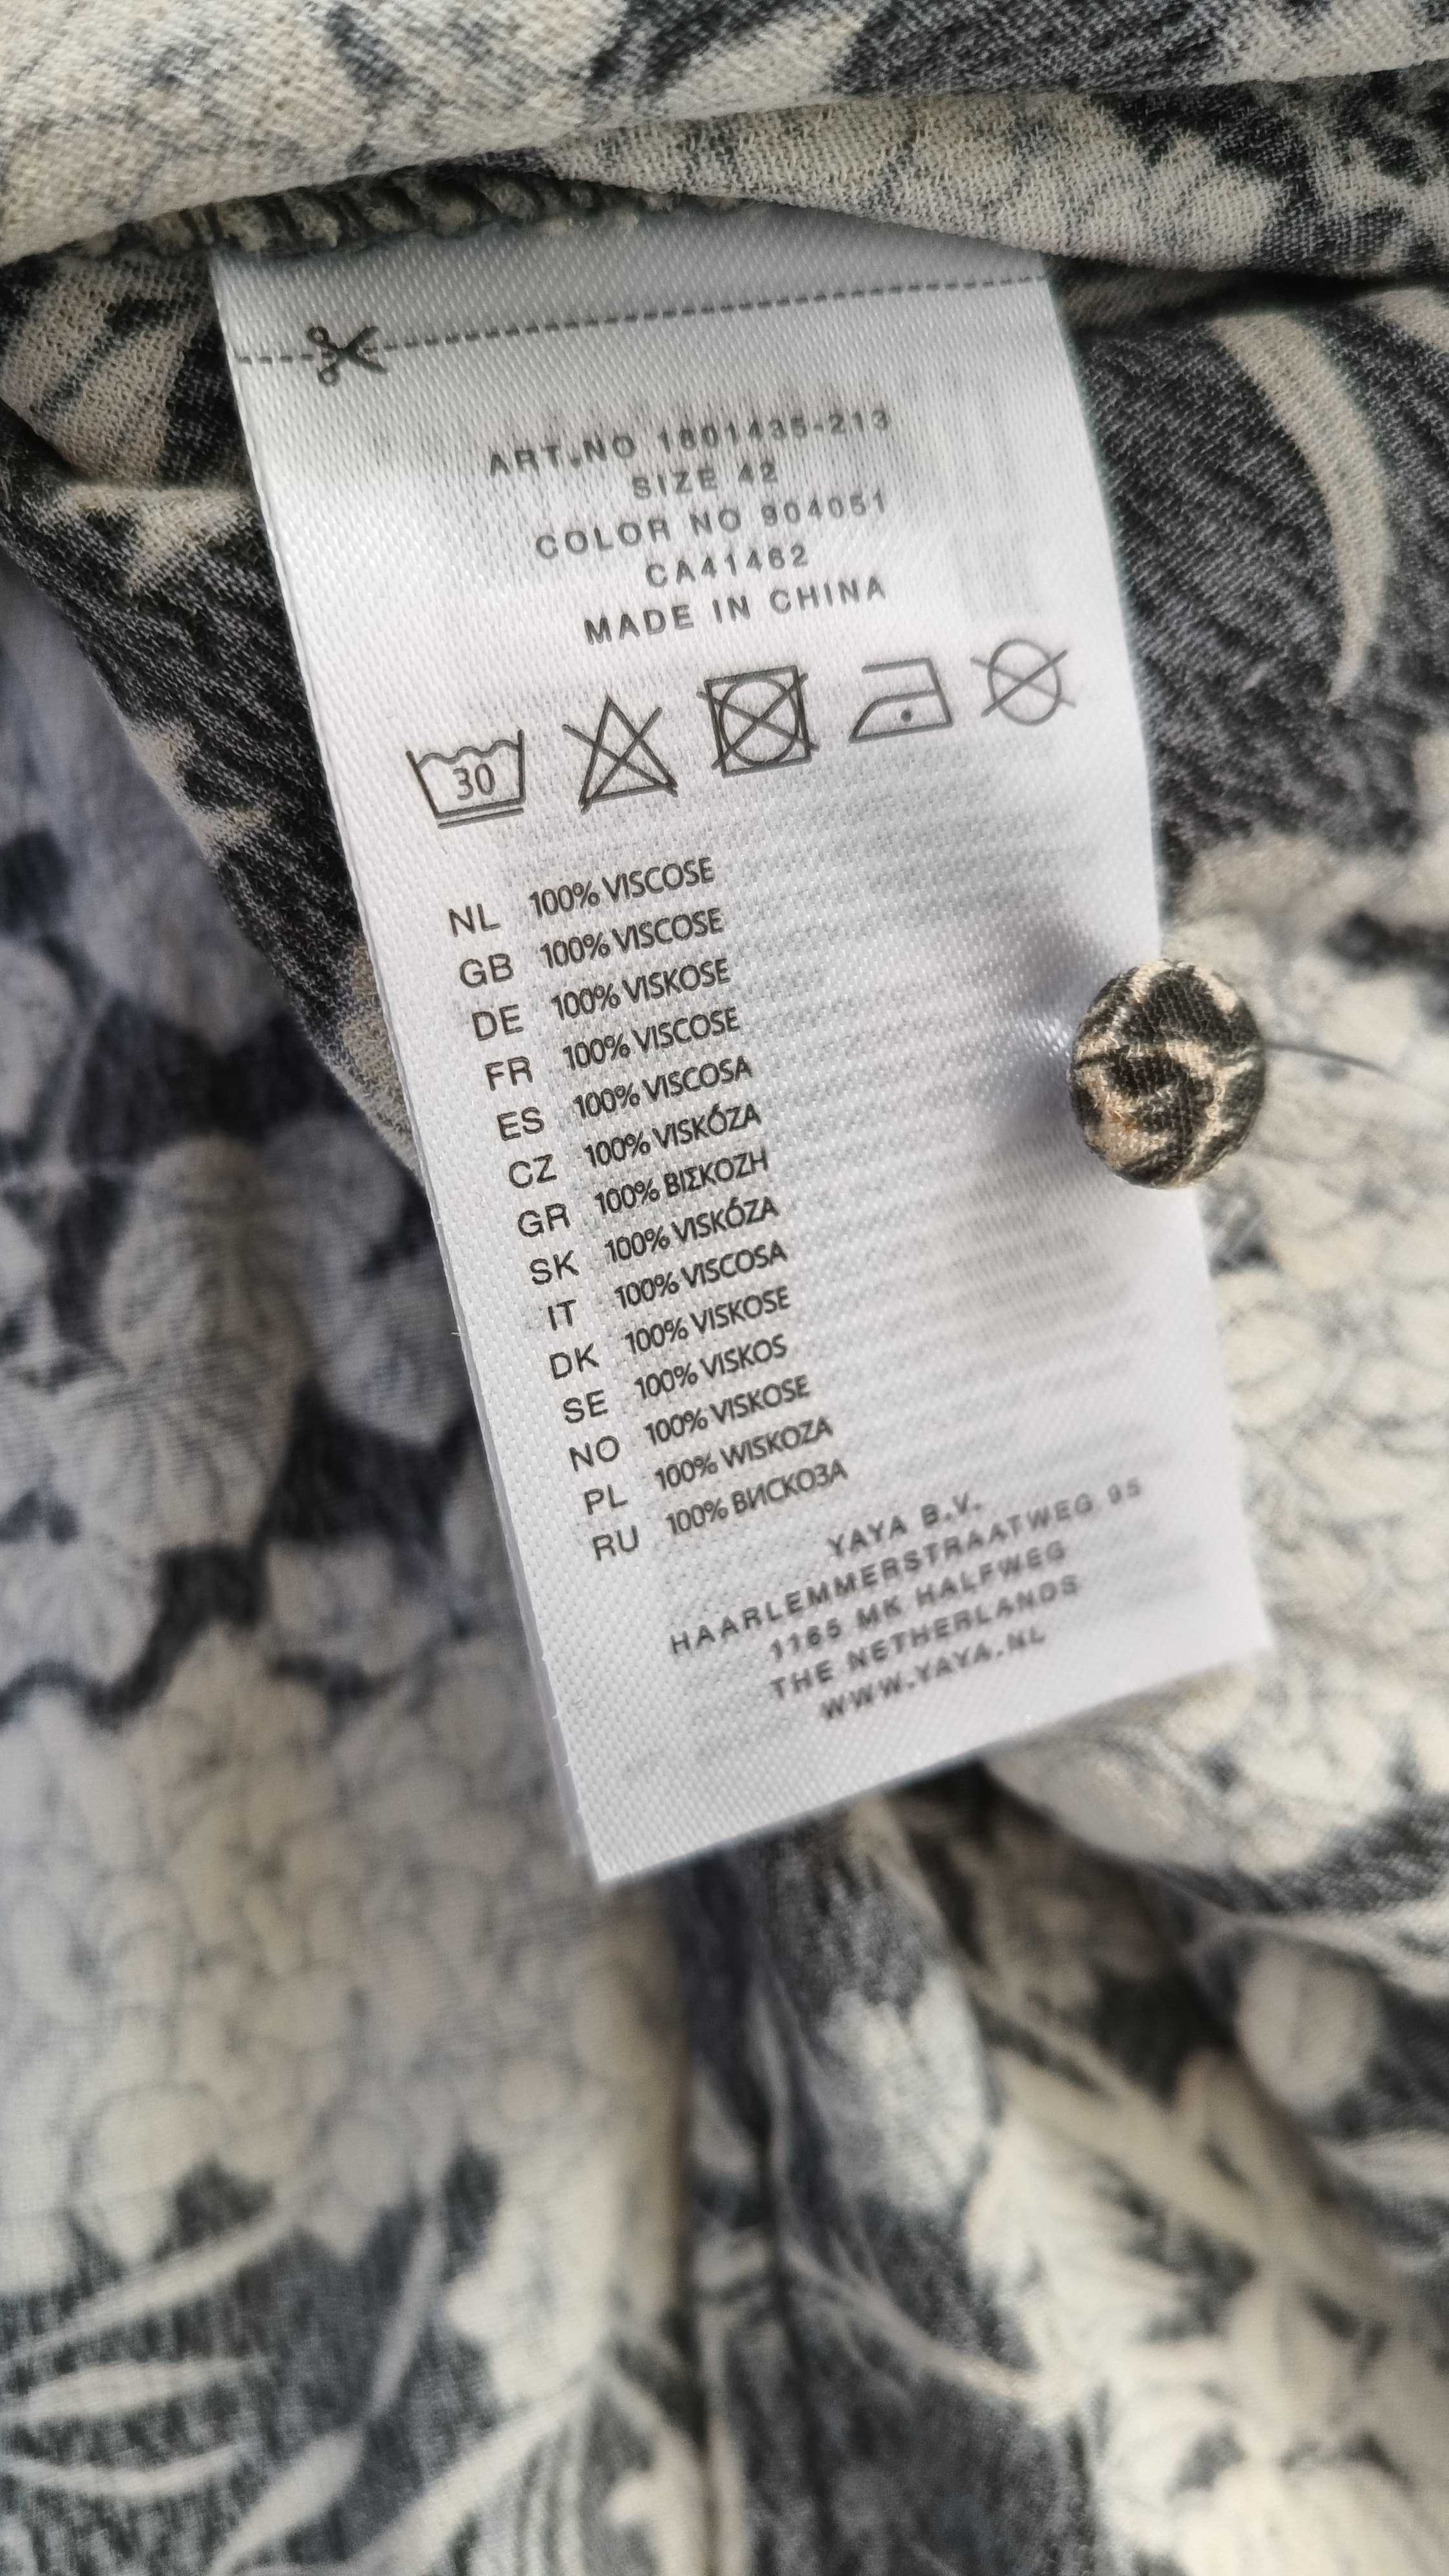 ART.NO 1801435-213
SIZE 42
COLOR NO 904051
CA41462
MADE IN CHINA
30
NL 100% VISCOSE
GB 100% VISCOSE
DE 100% VISKOSE
FR 100% VISCOSE
ES 100% VISCOSA
CZ 100% VISKÓZA
GR 100% ΒΙΣΚΟΖΗ
SK 100% VISKÓZA
IT 100% VISCOSA
DK 100% VISKOSE
SE 100% VISKOS
NO 100% VISKOSE
PL 100% WISKOZA
RU 100% ВИСКОЗА
YAYA B.V.
HAARLEMMERSTRAATWEG 95
1165 MK HALFWEG
THE NETHERLANDS
WWW.YAYA.NL